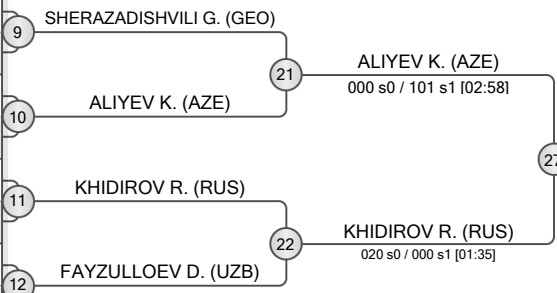 9
SHERAZADISHVILI G. (GEO)
21
ALIYEV K. (AZE)
000 s0 / 101 s1 [02:58]
10
ALIYEV K. (AZE)
27
11
KHIDIROV R. (RUS)
22
KHIDIROV R. (RUS)
020 s0 / 000 s1 [01:35]
12
FAYZULLOEV D. (UZB)